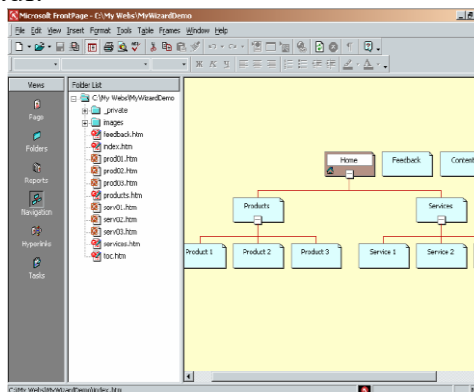 Microsoft FrontPage - C:\My Webs\MyWizardDemo
File Edit View Insert Format Tools Table Frames Window Help
Ж К Ч
Views
Folder List
Page
Folders
Reports
Navigation
Hyperlinks
Tasks
C:\My Webs\MyWizardDemo
_private
images
feedback.htm
index.htm
prod01.htm
prod02.htm
prod03.htm
products.htm
serv01.htm
serv02.htm
serv03.htm
services.htm
toc.htm
Home Feedback Content
Products Services
Product 1 Product 2 Product 3 Service 1 Service 2
C:\My Webs\MyWizardDemo\index.htm